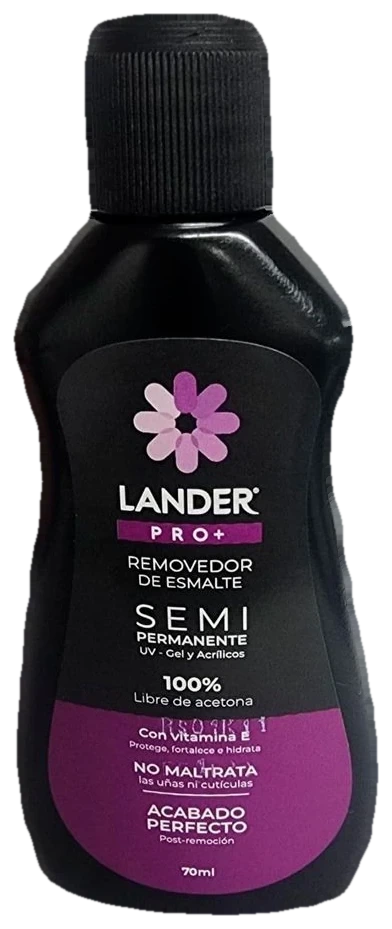 LANDER®
PRO+
REMOVEDOR
DE ESMALTE
SEMI
PERMANENTE
UV - Gel y Acrílicos
100%
Libre de acetona
Con Vitamina E
Protege, fortalece e hidrata
NO MALTRATA
las uñas ni cutículas
ACABADO
PERFECTO
Post-remoción
70ml